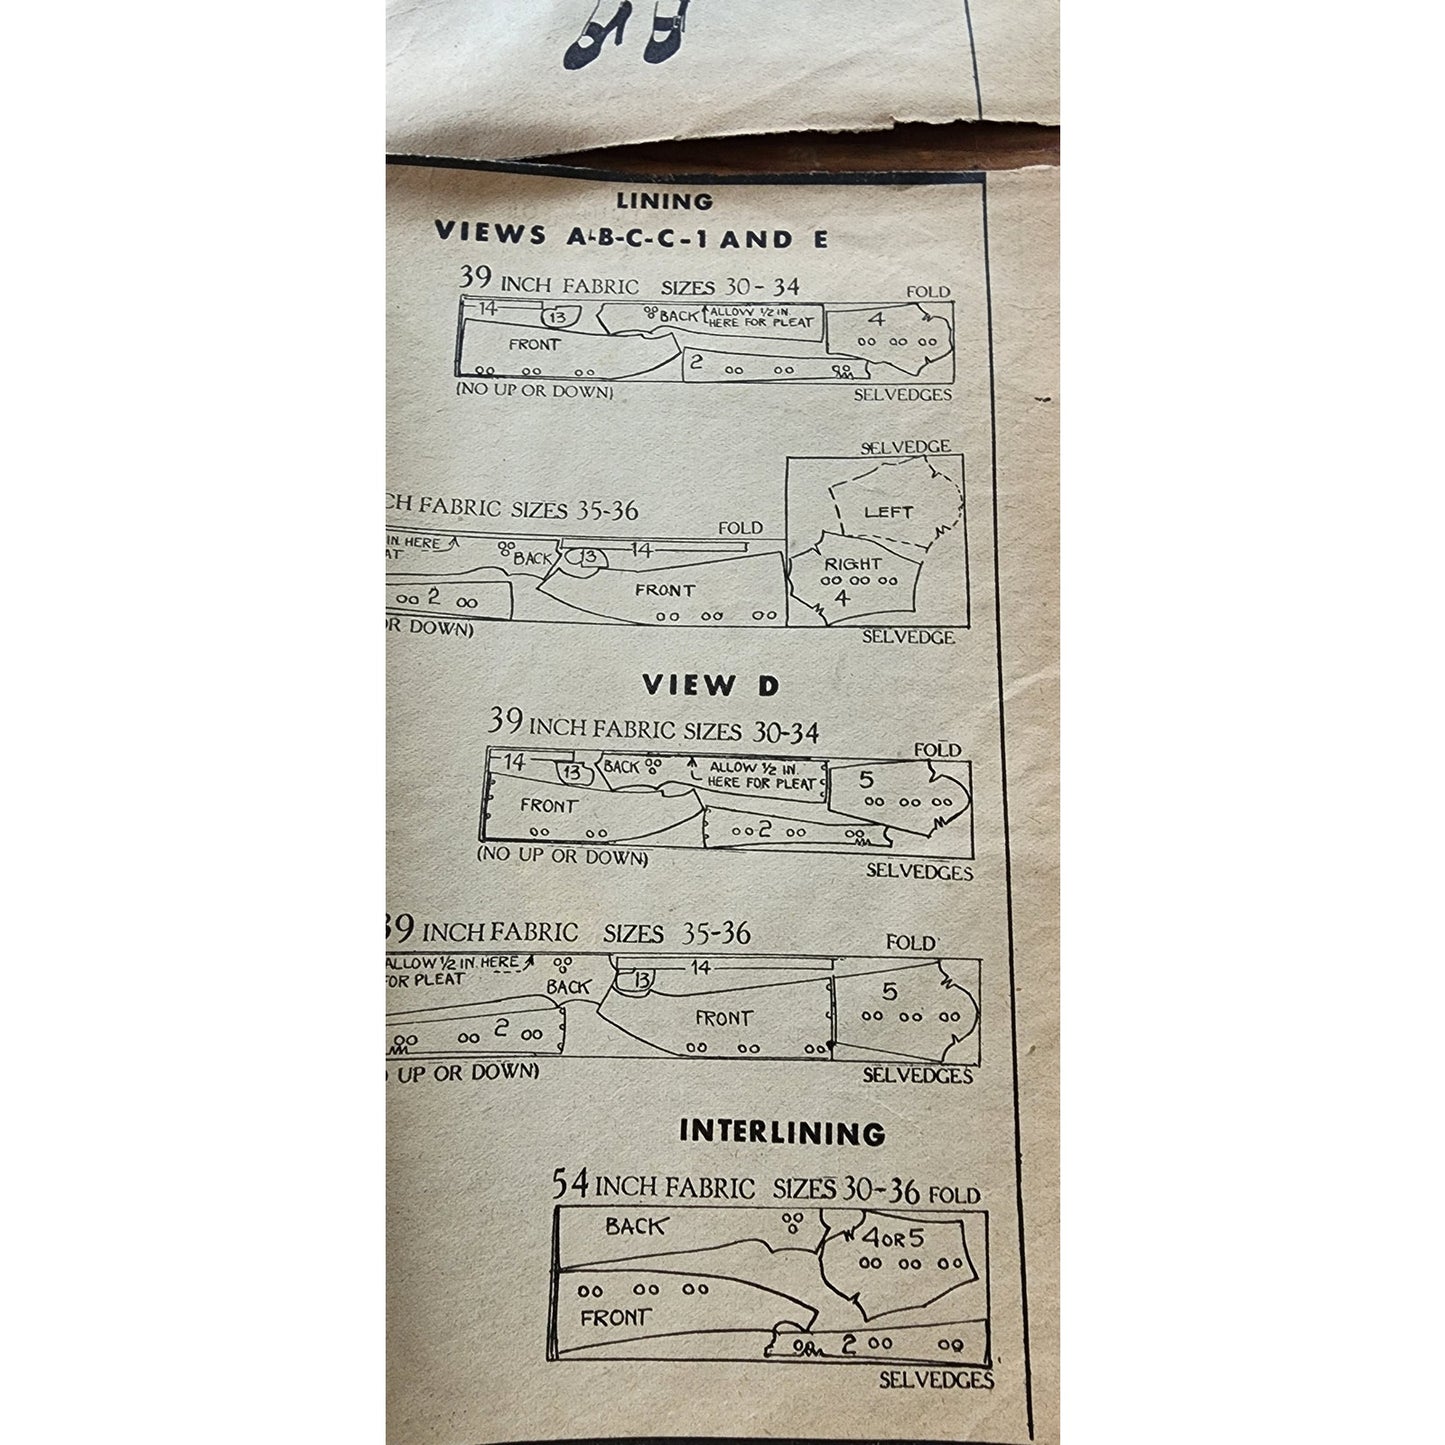 LINING
VIEWS A-B-C-C-1 AND E
39 INCH FABRIC SIZES 30-34
FOLD
14
13
BACK
ALLOW 1/2 IN.
HERE FOR PLEAT
4
FRONT
2
(NO UP OR DOWN)
SELVEDGES
SELVEDGE
LEFT
RIGHT
4
SELVEDGE
CH FABRIC SIZES 35-36
FOLD
IN. HERE
AT
BACK
13
14
FRONT
2
OR DOWN)
VIEW D
39 INCH FABRIC SIZES 30-34
FOLD
14
13
BACK
ALLOW 1/2 IN.
HERE FOR PLEAT
5
FRONT
2
(NO UP OR DOWN)
SELVEDGES
39 INCH FABRIC SIZES 35-36
FOLD
ALLOW 1/2 IN. HERE
FOR PLEAT
BACK
13
14
FRONT
5
2
UP OR DOWN)
SELVEDGES
INTERLINING
54 INCH FABRIC SIZES 30-36 FOLD
BACK
4 OR 5
FRONT
2
SELVEDGES